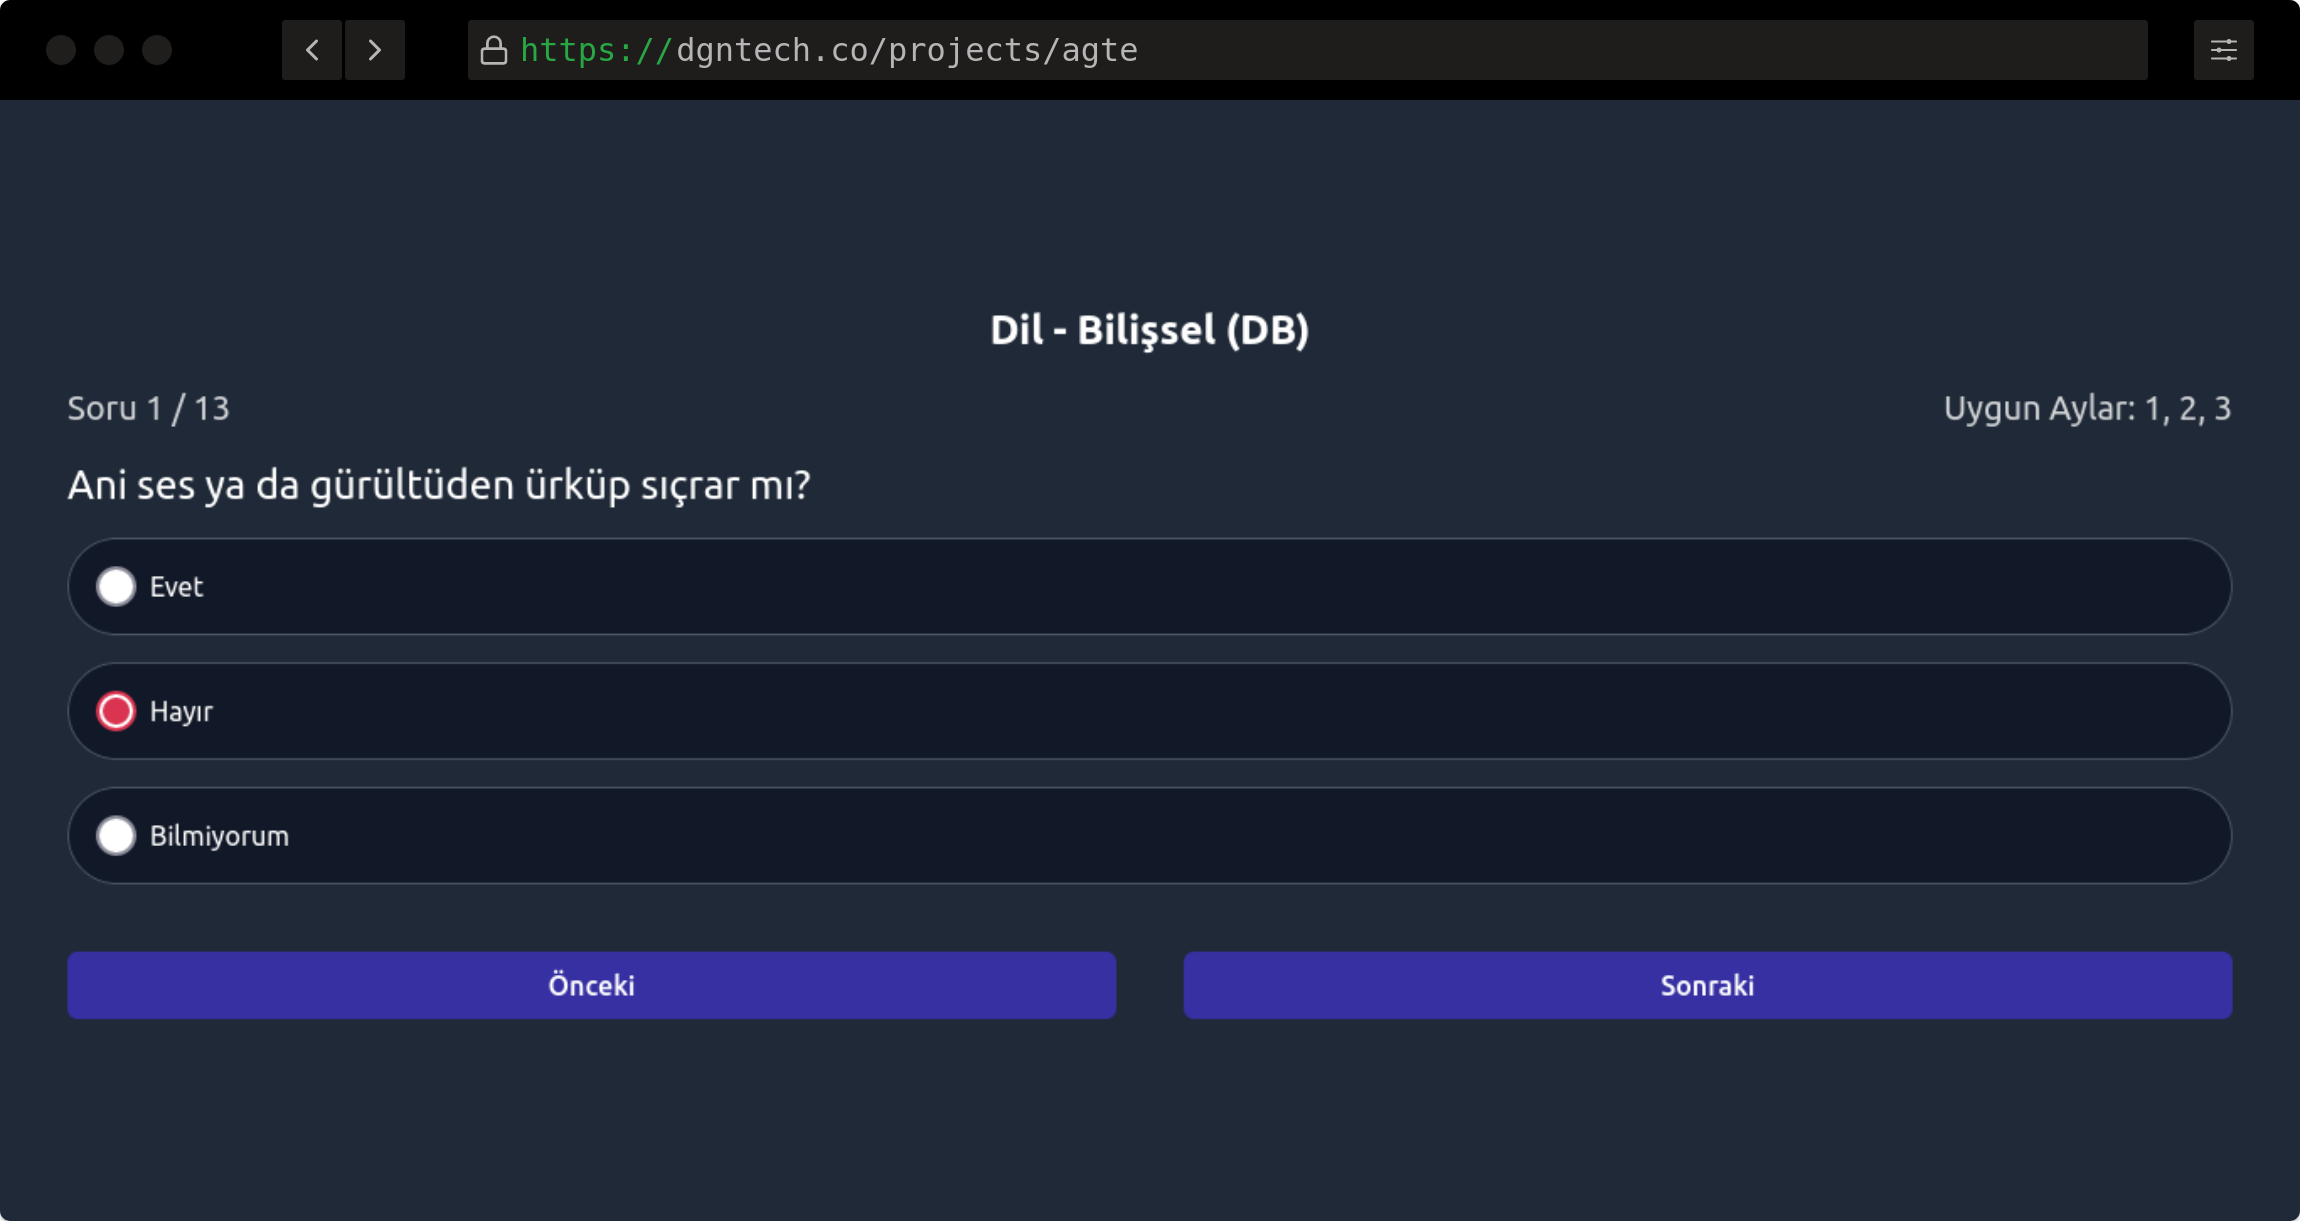 https://dgntech.co/projects/agte
Dil - Bilişsel (DB)
Soru 1 / 13
Uygun Aylar: 1, 2, 3
Ani ses ya da gürültüden ürküp sıçrar mı?
Evet
Hayır
Bilmiyorum
Önceki
Sonraki